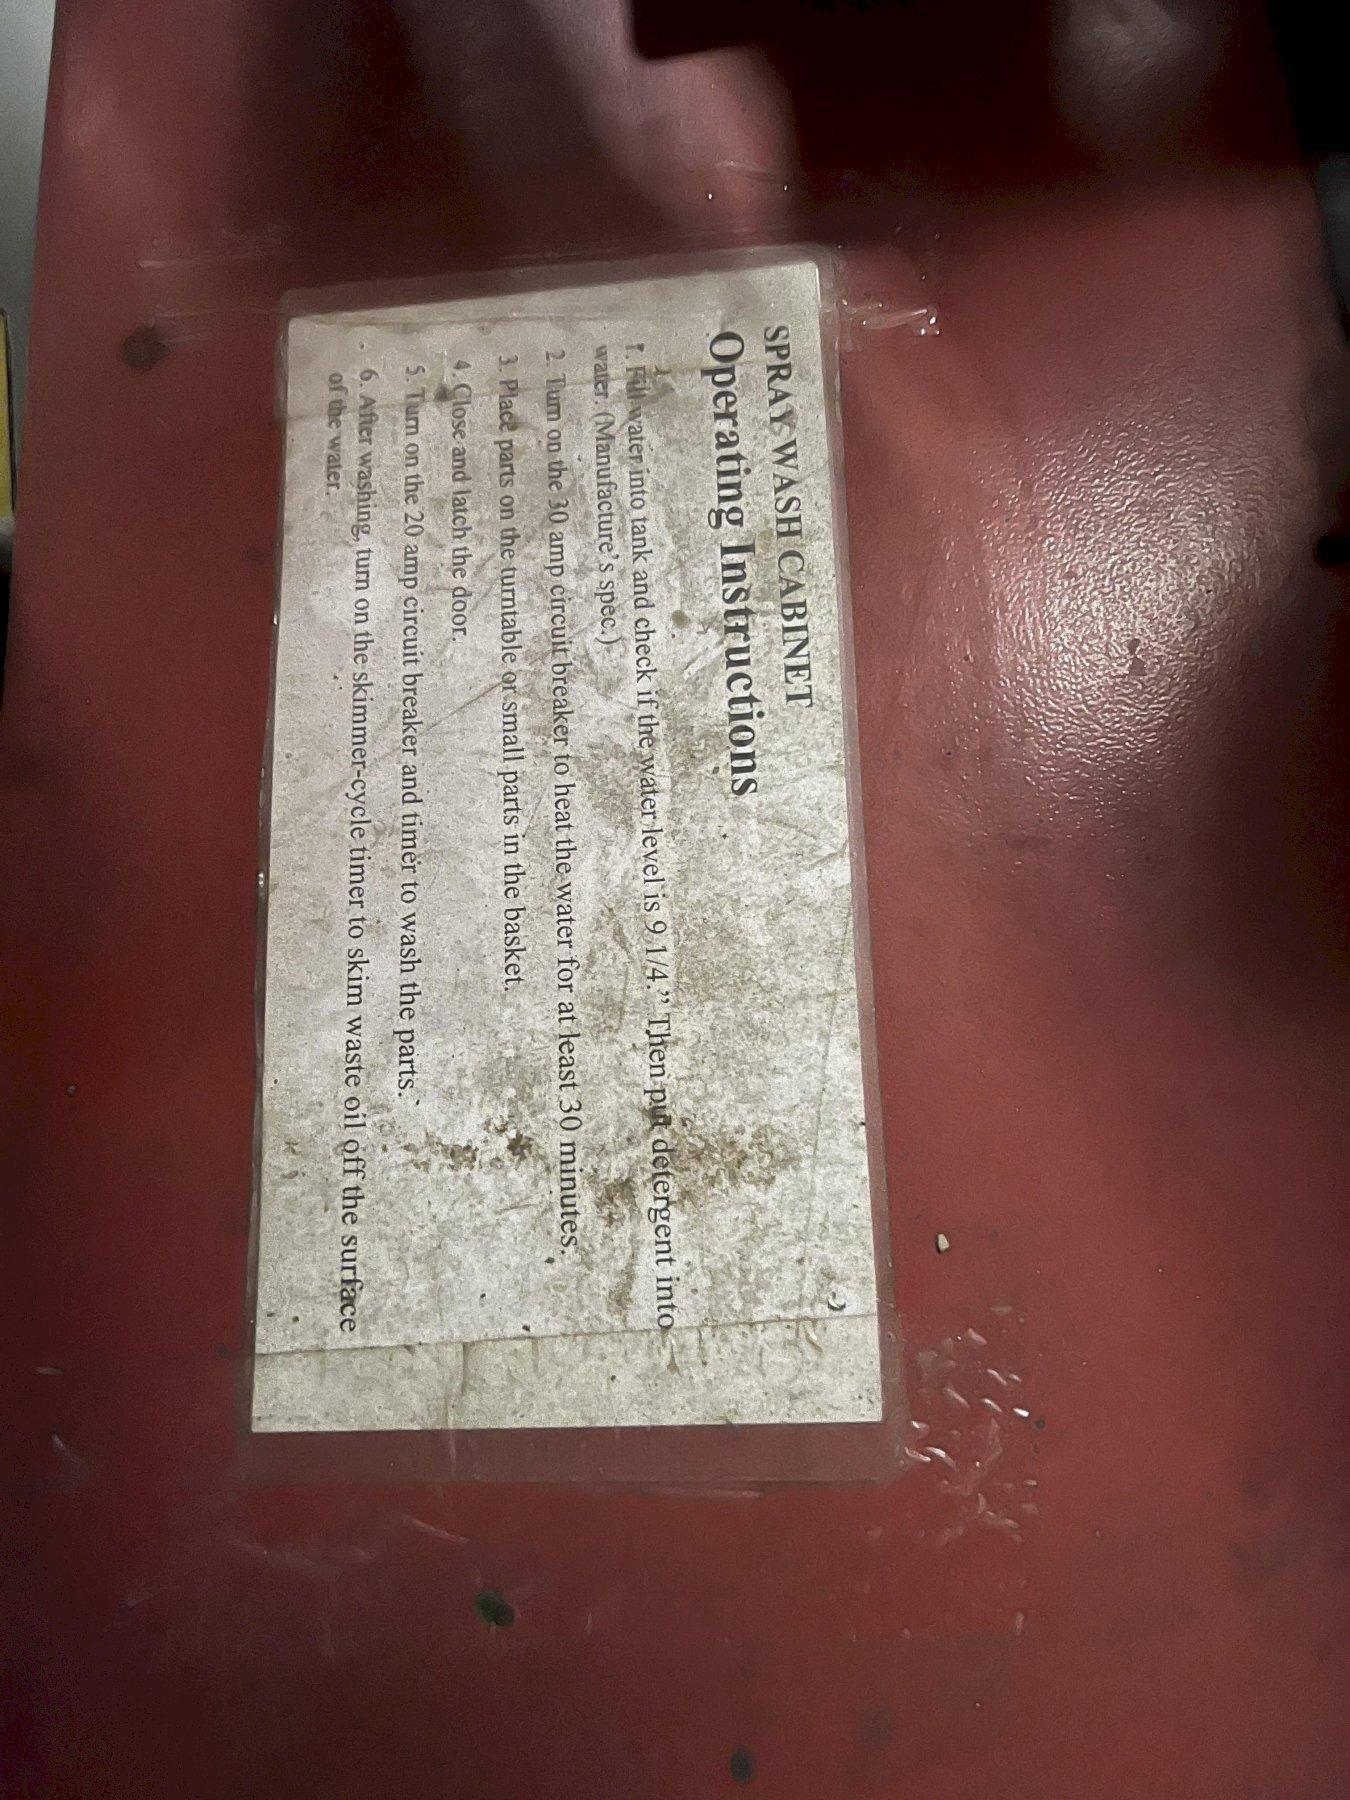 SPRAY WASH CABINET
Operating Instructions
1. Fill water into tank and check if the water level is 9 1/4.” Then put detergent into
water. (Manufacture’s spec.)
2. Turn on the 30 amp circuit breaker to heat the water for at least 30 minutes.
3. Place parts on the turntable or small parts in the basket.
4. Close and latch the door.
5. Turn on the 20 amp circuit breaker and timer to wash the parts.
6. After washing, turn on the skimmer-cycle timer to skim waste oil off the surface
of the water.